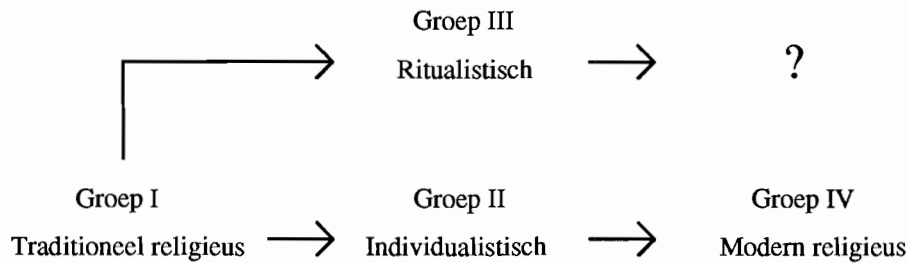 Groep III
Ritualistisch
?
Groep I
Groep II
Groep IV
Traditioneel religieus
Individualistisch
Modern religieus